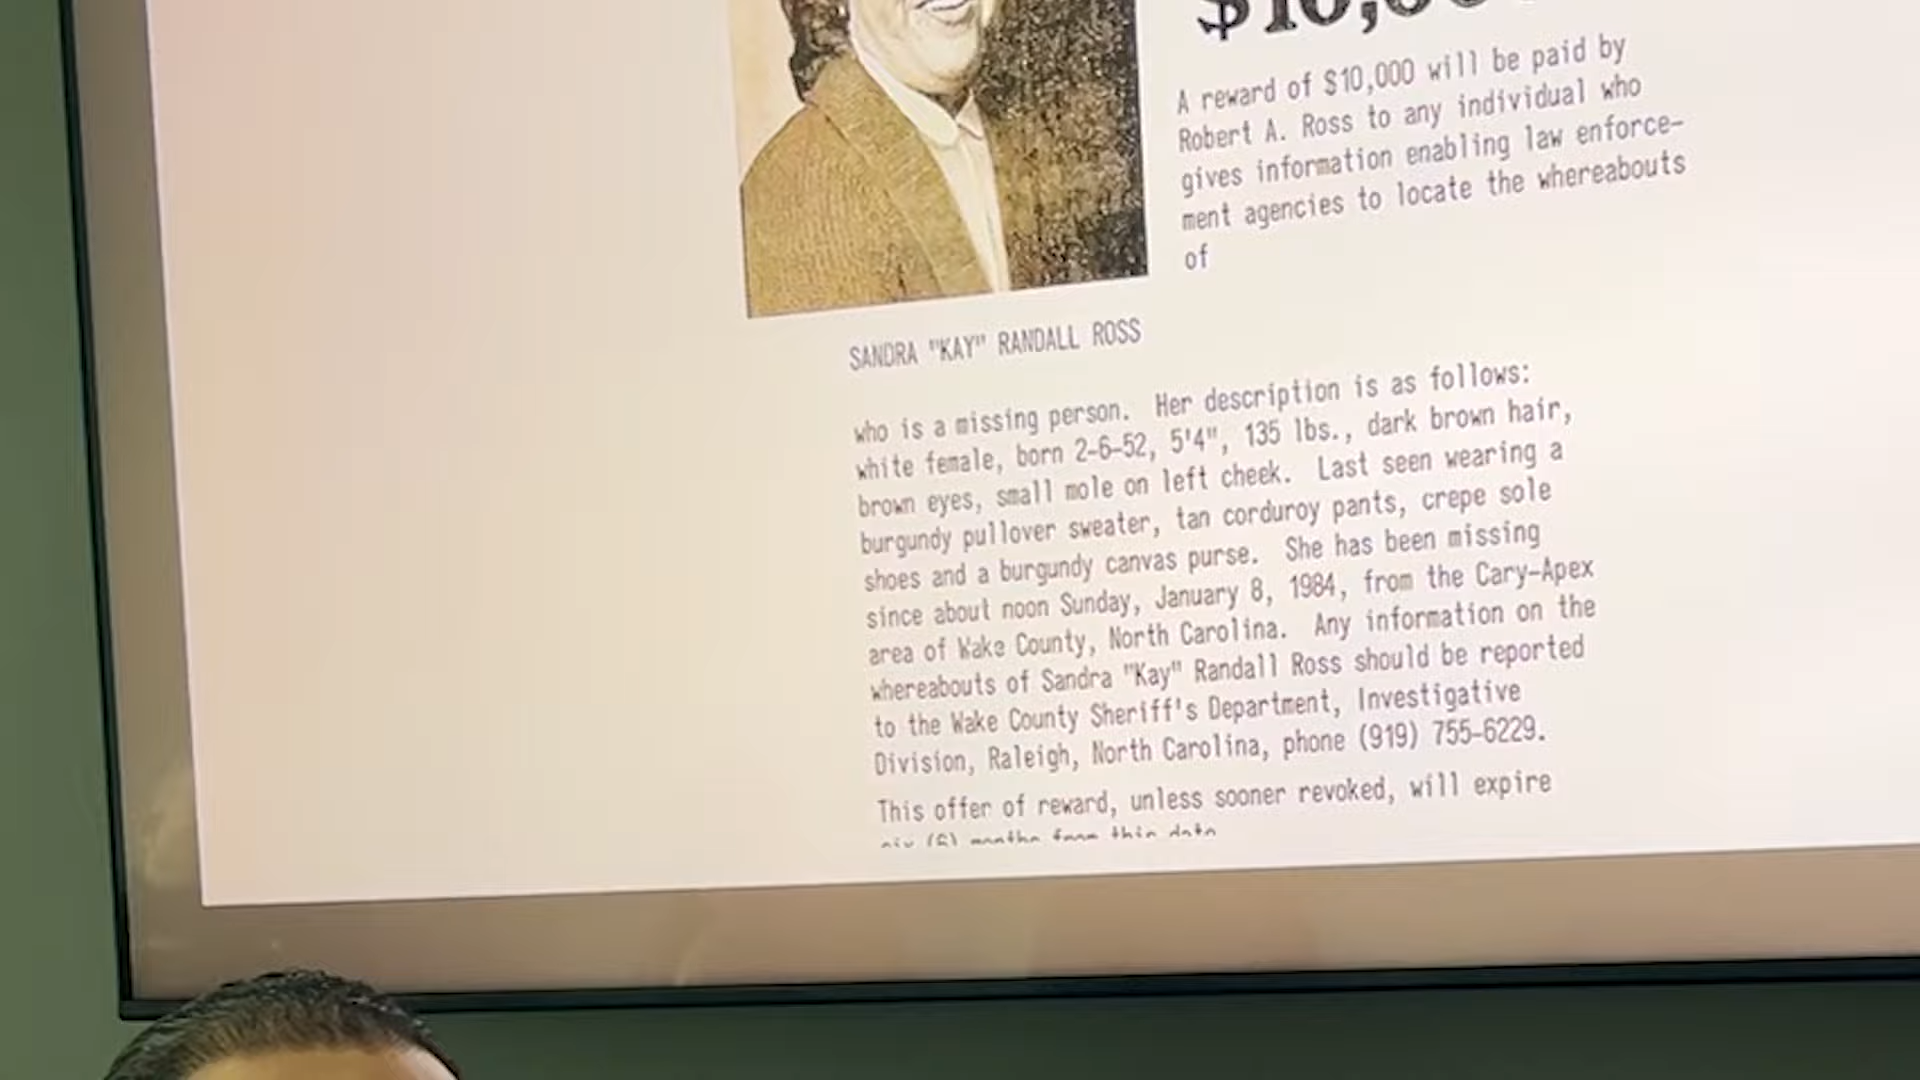 A reward of $10,000 will be paid by
Robert A. Ross to any individual who
gives information enabling law enforce-
ment agencies to locate the whereabouts
of
SANDRA "KAY" RANDALL ROSS
who is a missing person. Her description is as follows:
white female, born 2-6-52, 5'4", 135 lbs., dark brown hair,
brown eyes, small mole on left cheek. Last seen wearing a
burgundy pullover sweater, tan corduroy pants, crepe sole
shoes and a burgundy canvas purse. She has been missing
since about noon Sunday, January 8, 1984, from the Cary-Apex
area of Wake County, North Carolina. Any information on the
whereabouts of Sandra "Kay" Randall Ross should be reported
to the Wake County Sheriff's Department, Investigative
Division, Raleigh, North Carolina, phone (919) 755-6229.
This offer of reward, unless sooner revoked, will expire
six (6) months from this date